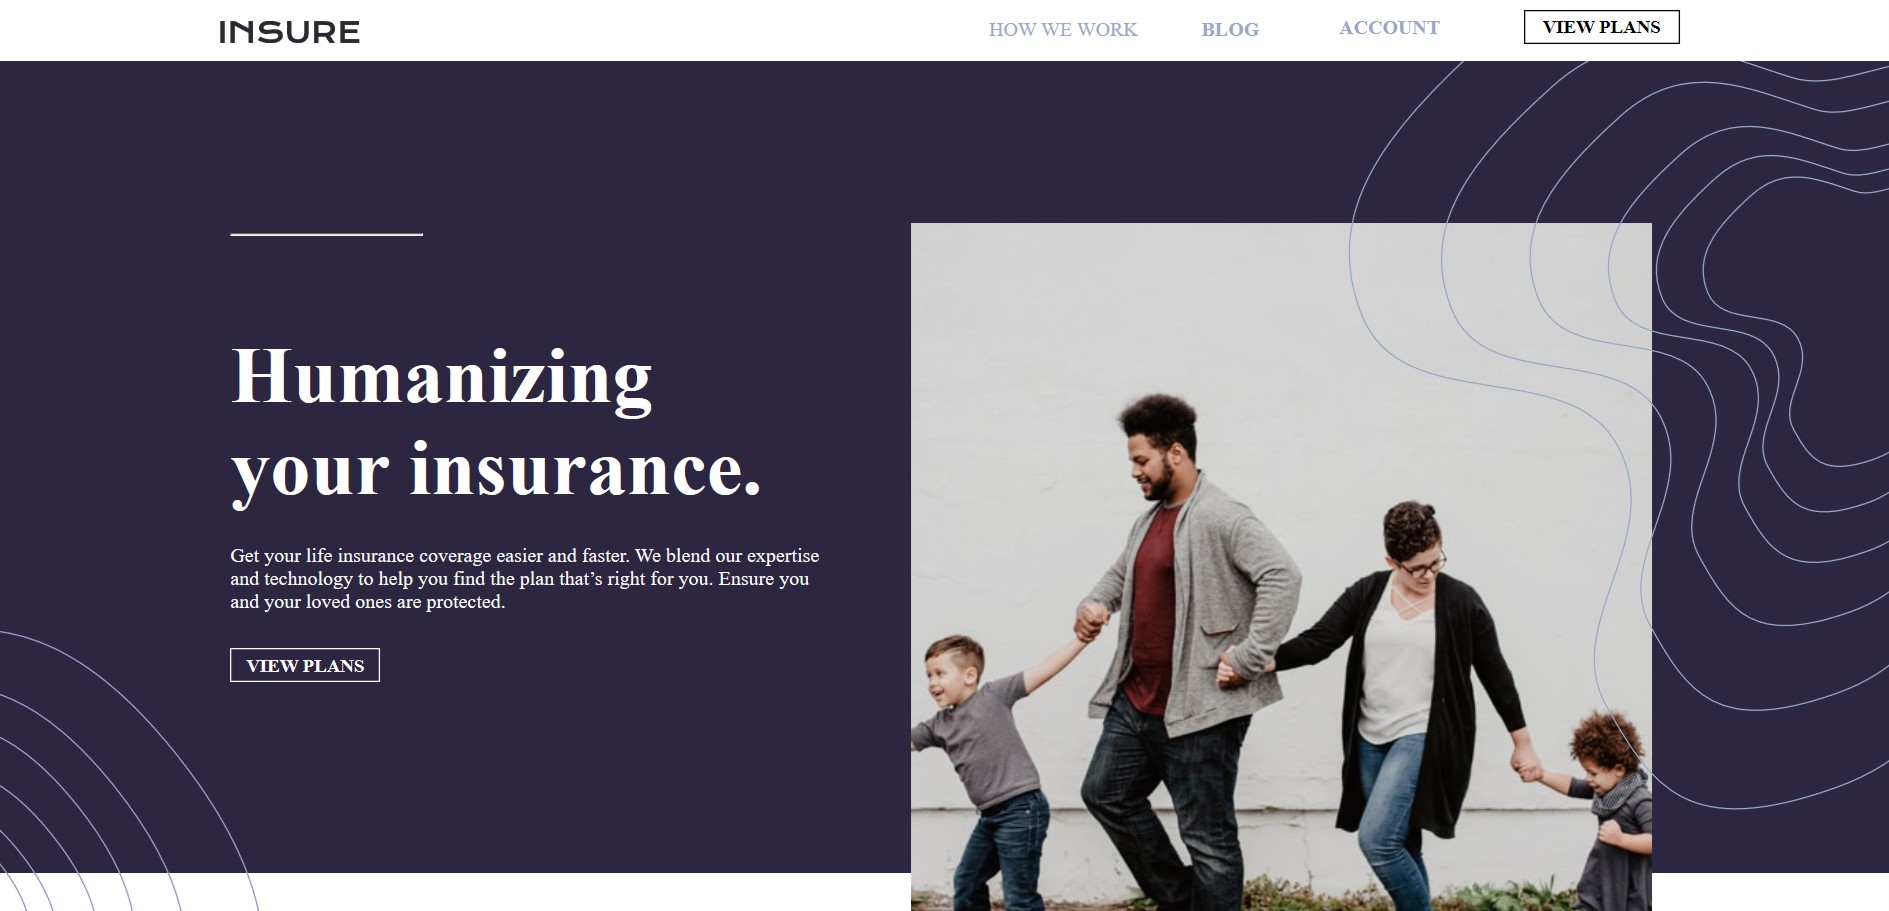 INSURE
HOW WE WORK
BLOG
ACCOUNT
VIEW PLANS
Humanizing
your insurance.
Get your life insurance coverage easier and faster. We blend our expertise
and technology to help you find the plan that’s right for you. Ensure you
and your loved ones are protected.
VIEW PLANS